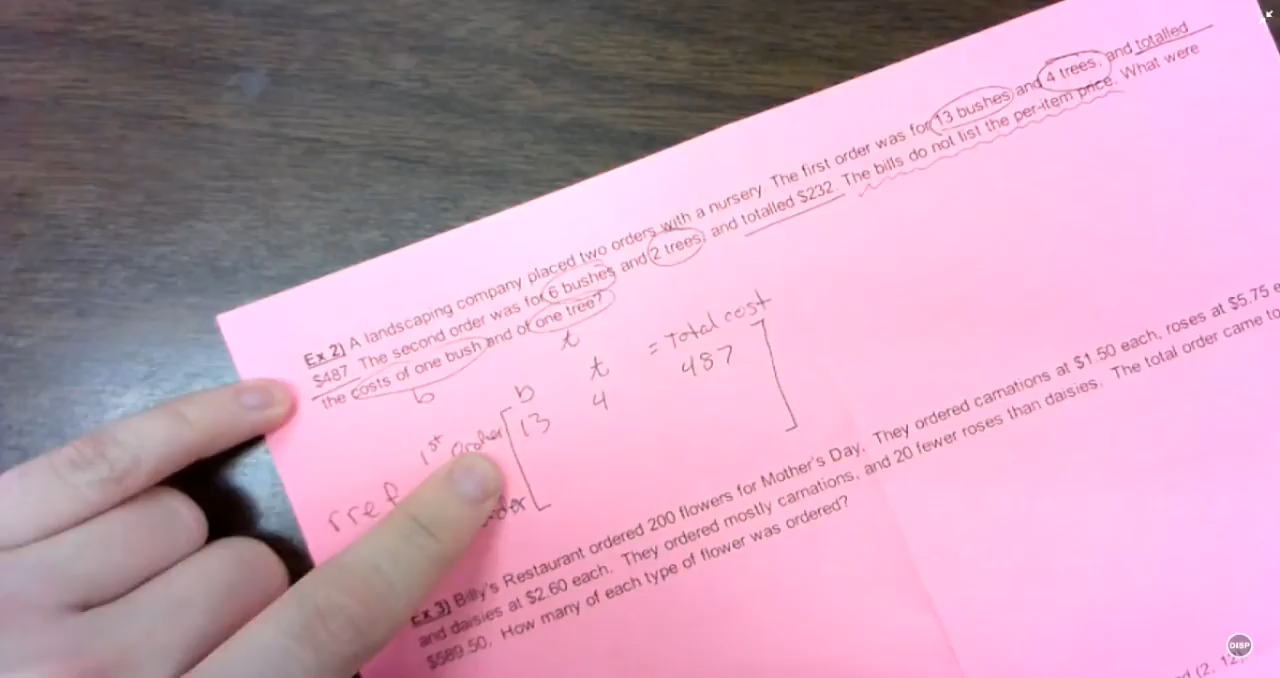 Ex 2) A landscaping company placed two orders with a nursery. The first order was for 13 bushes and 4 trees, and totalled
$487. The second order was for 6 bushes and 2 trees, and totalled $232. The bills do not list the per-item price. What were
the costs of one bush and of one tree?
b t
b t = Total cost
1st order 13 4 487
rref
Ex 3) Billy's Restaurant ordered 200 flowers for Mother's Day. They ordered carnations at $1.50 each, roses at $5.75
and daisies at $2.60 each. They ordered mostly carnations, and 20 fewer roses than daisies. The total order came to
$589.50. How many of each type of flower was ordered?
(2, 12)
DISP